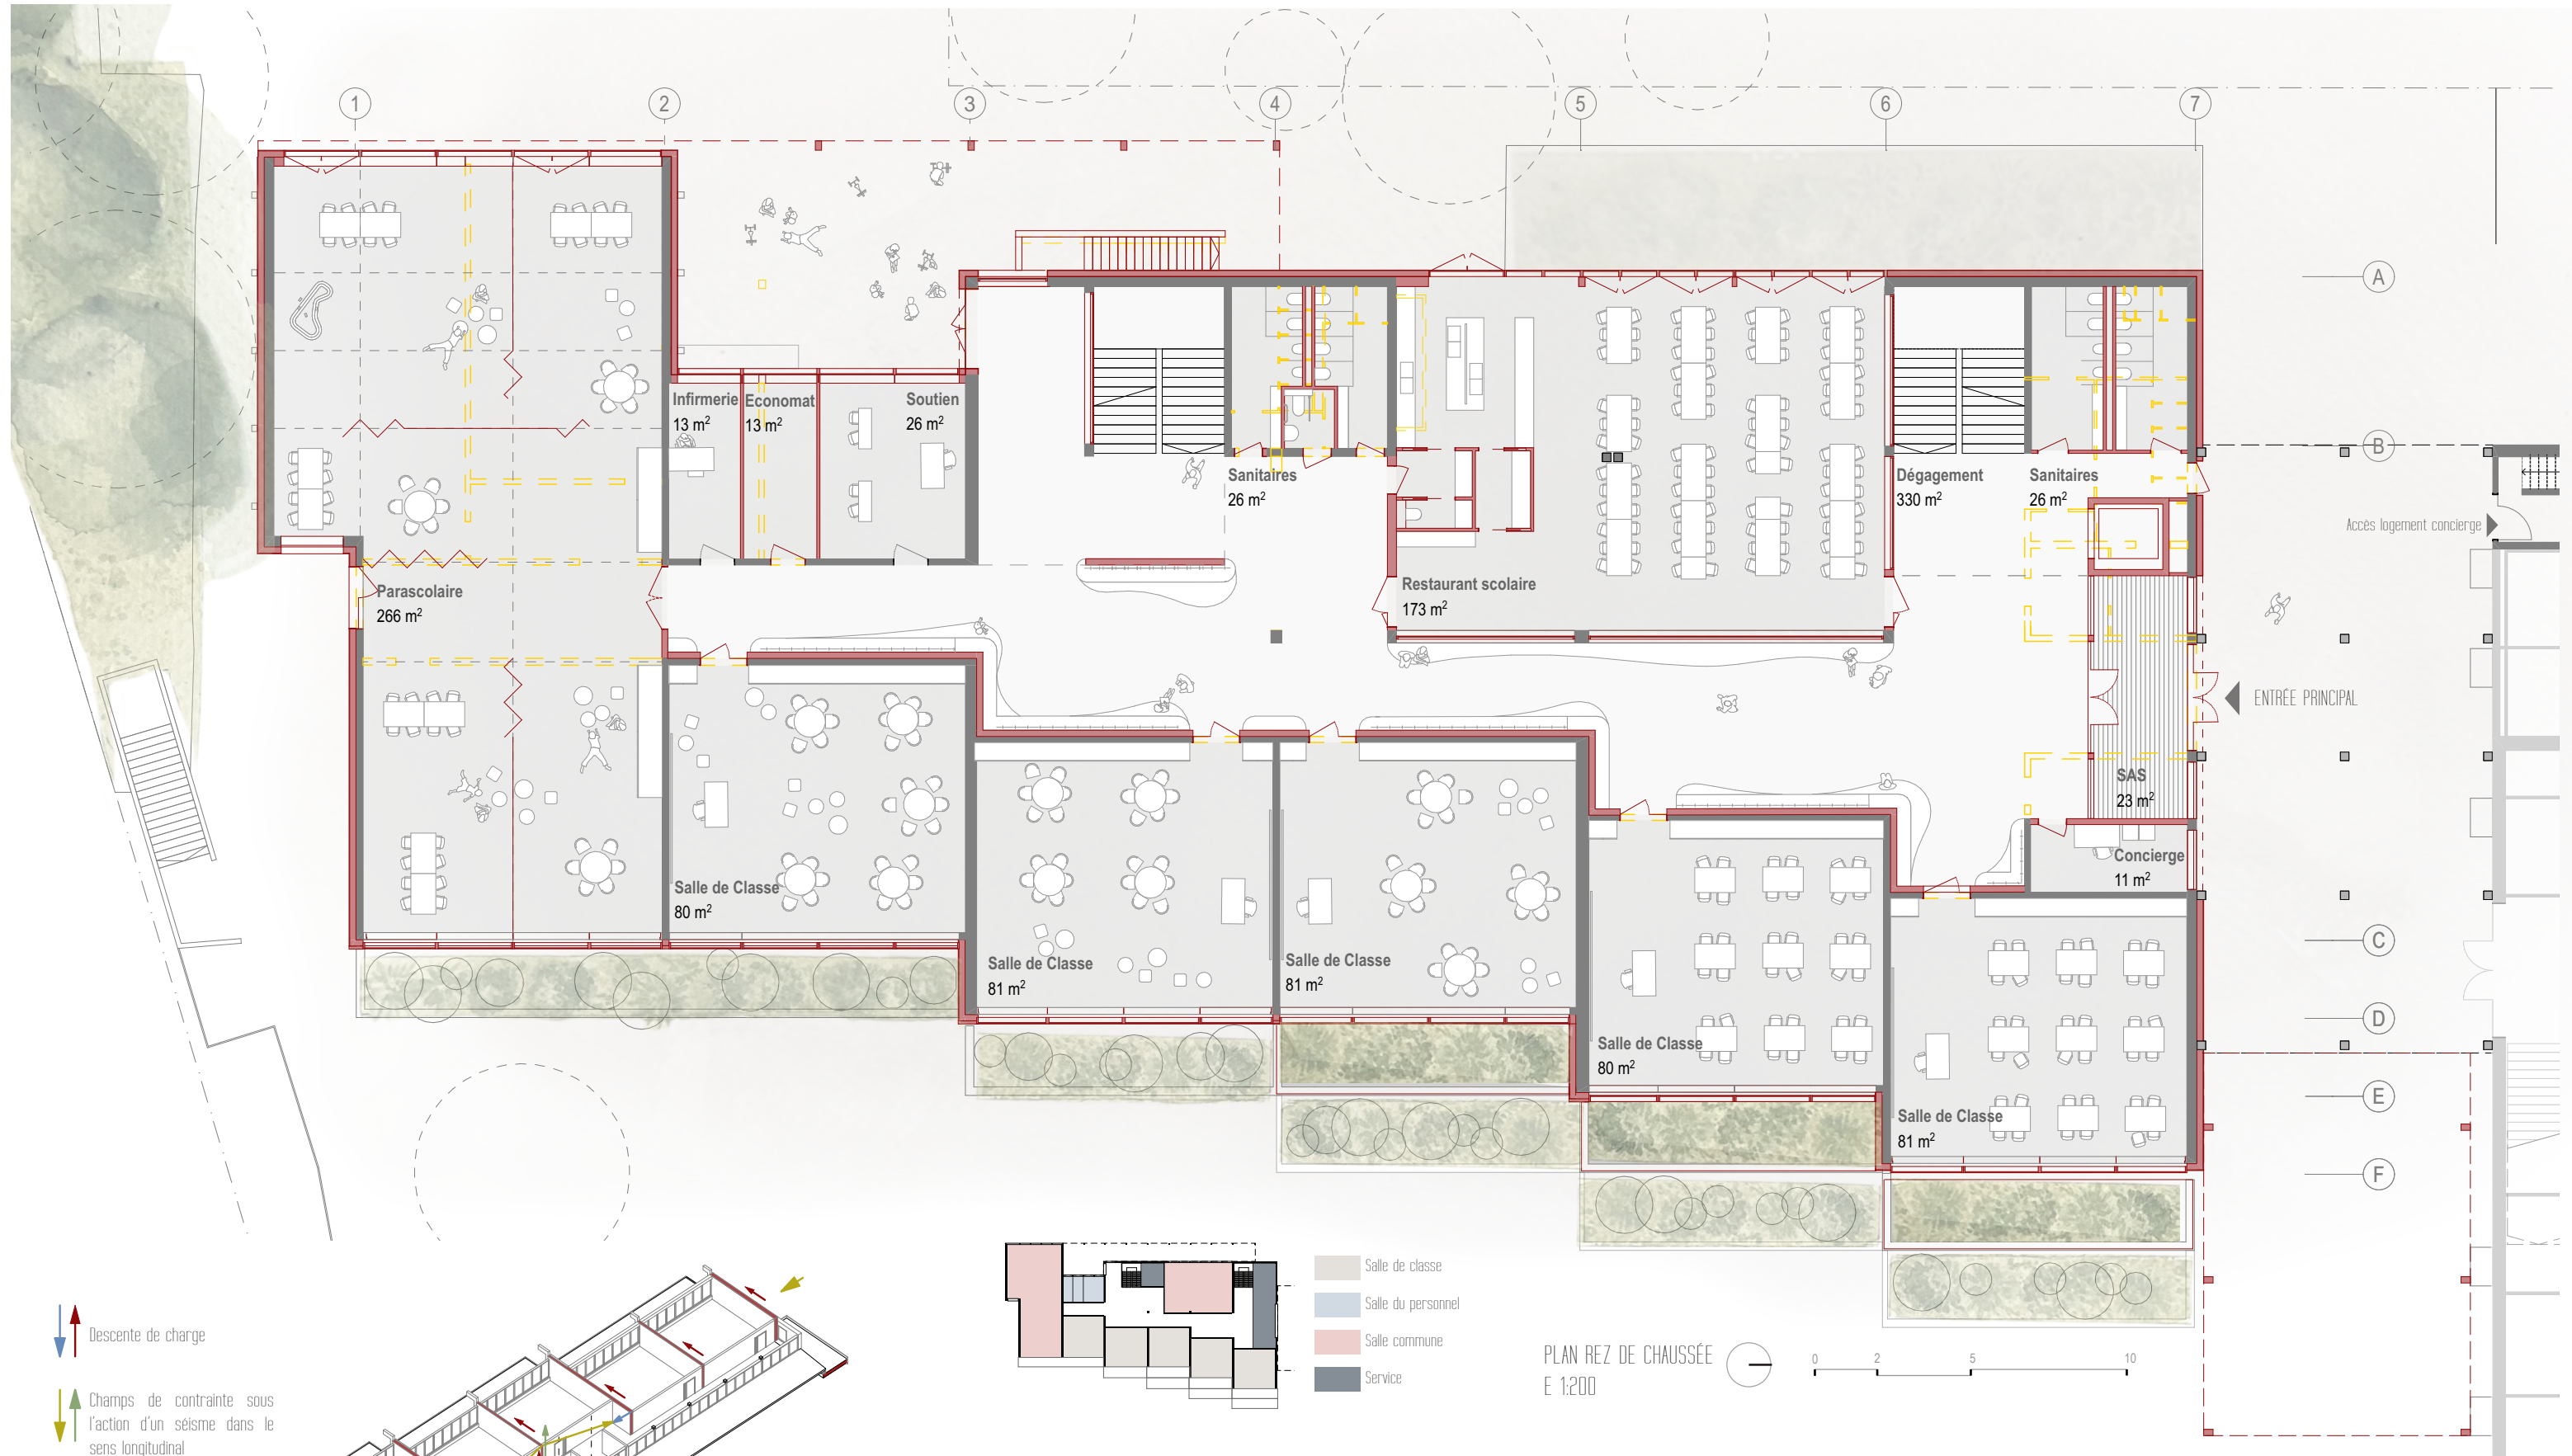 1
2
3
4
5
6
7
A
B
C
D
E
F
Infirmerie
13 m²
Economat
13 m²
Soutien
26 m²
Sanitaires
26 m²
Dégagement
330 m²
Sanitaires
26 m²
Accès logement concierge
Parascolaire
266 m²
Restaurant scolaire
173 m²
ENTRÉE PRINCIPAL
SAS
23 m²
Concierge
11 m²
Salle de Classe
80 m²
Salle de Classe
81 m²
Salle de Classe
81 m²
Salle de Classe
80 m²
Salle de Classe
81 m²
Descente de charge
Champs de contrainte sous
l'action d'un séisme dans le
sens longitudinal
Salle de classe
Salle du personnel
Salle commune
Service
PLAN REZ DE CHAUSSÉE
E 1:200
0 2 5 10